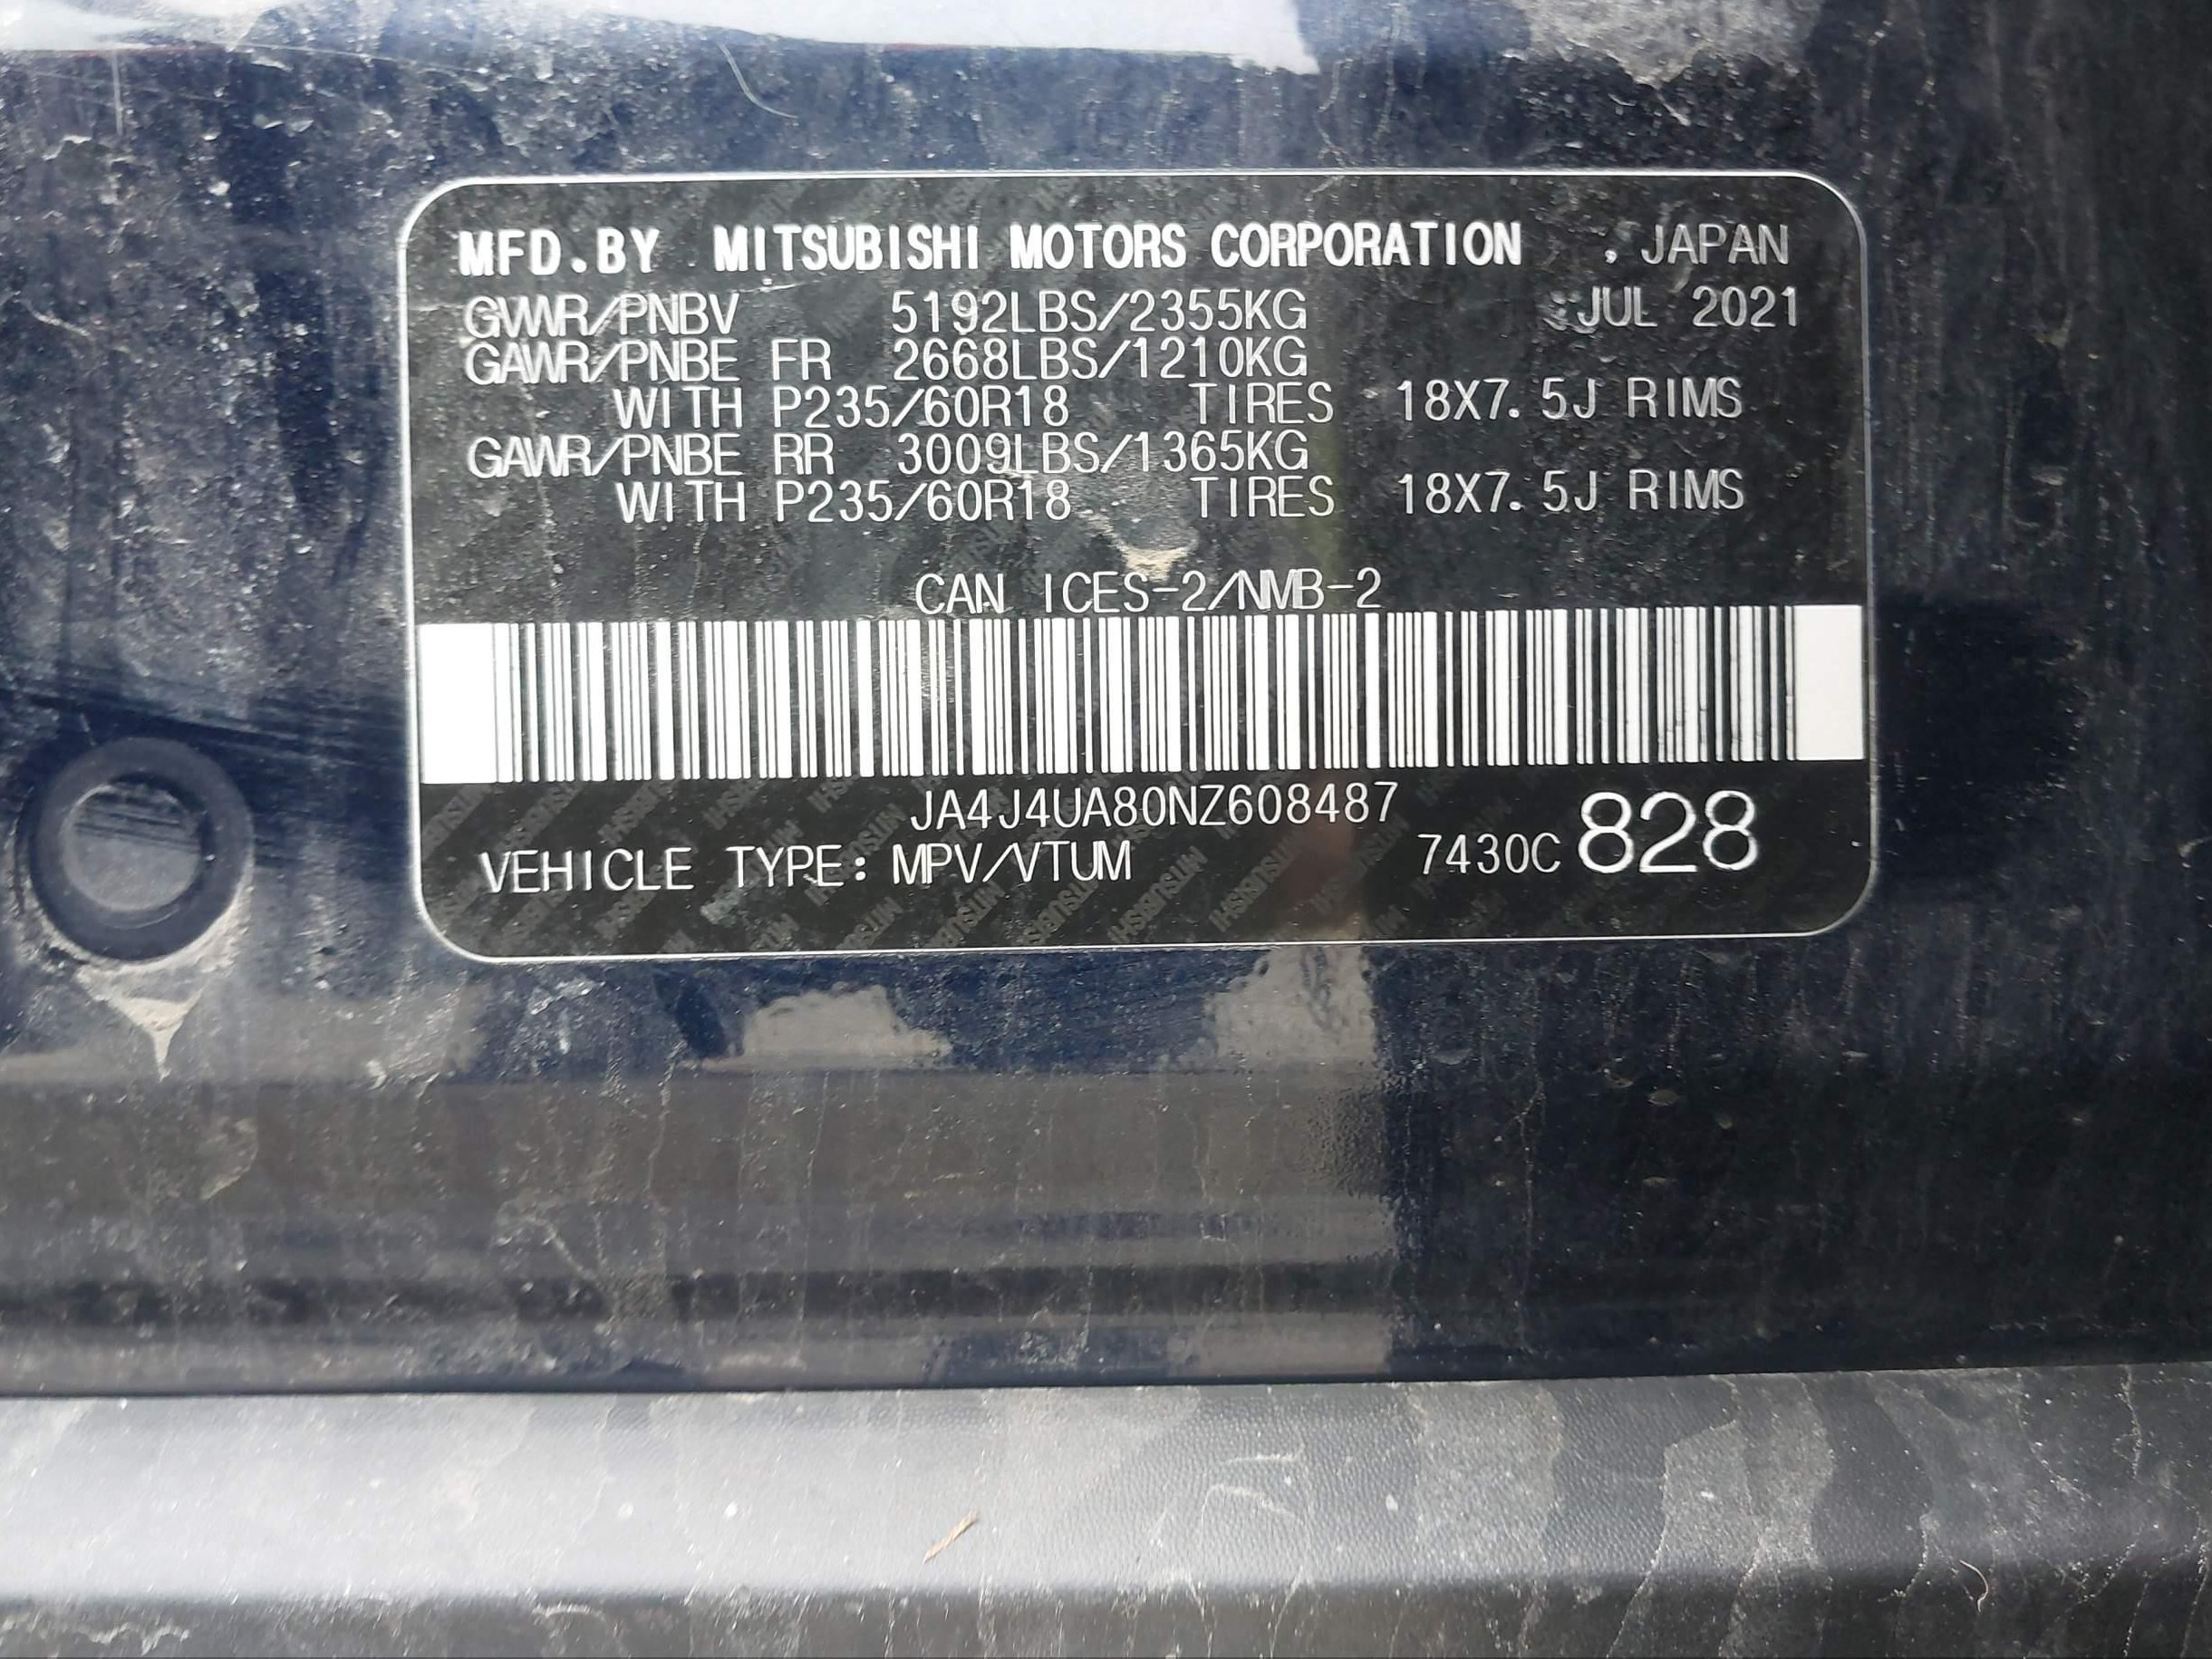 MFD.BY MITSUBISHI MOTORS CORPORATION , JAPAN
GVWR/PNBV 5192LBS/2355KG JUL 2021
GAWR/PNBE FR 2668LBS/1210KG
WITH P235/60R18 TIRES 18X7.5J RIMS
GAWR/PNBE RR 3009LBS/1365KG
WITH P235/60R18 TIRES 18X7.5J RIMS
CAN ICES-2/NMB-2
JA4J4UA80NZ608487
VEHICLE TYPE: MPV/VTUM 7430C 828